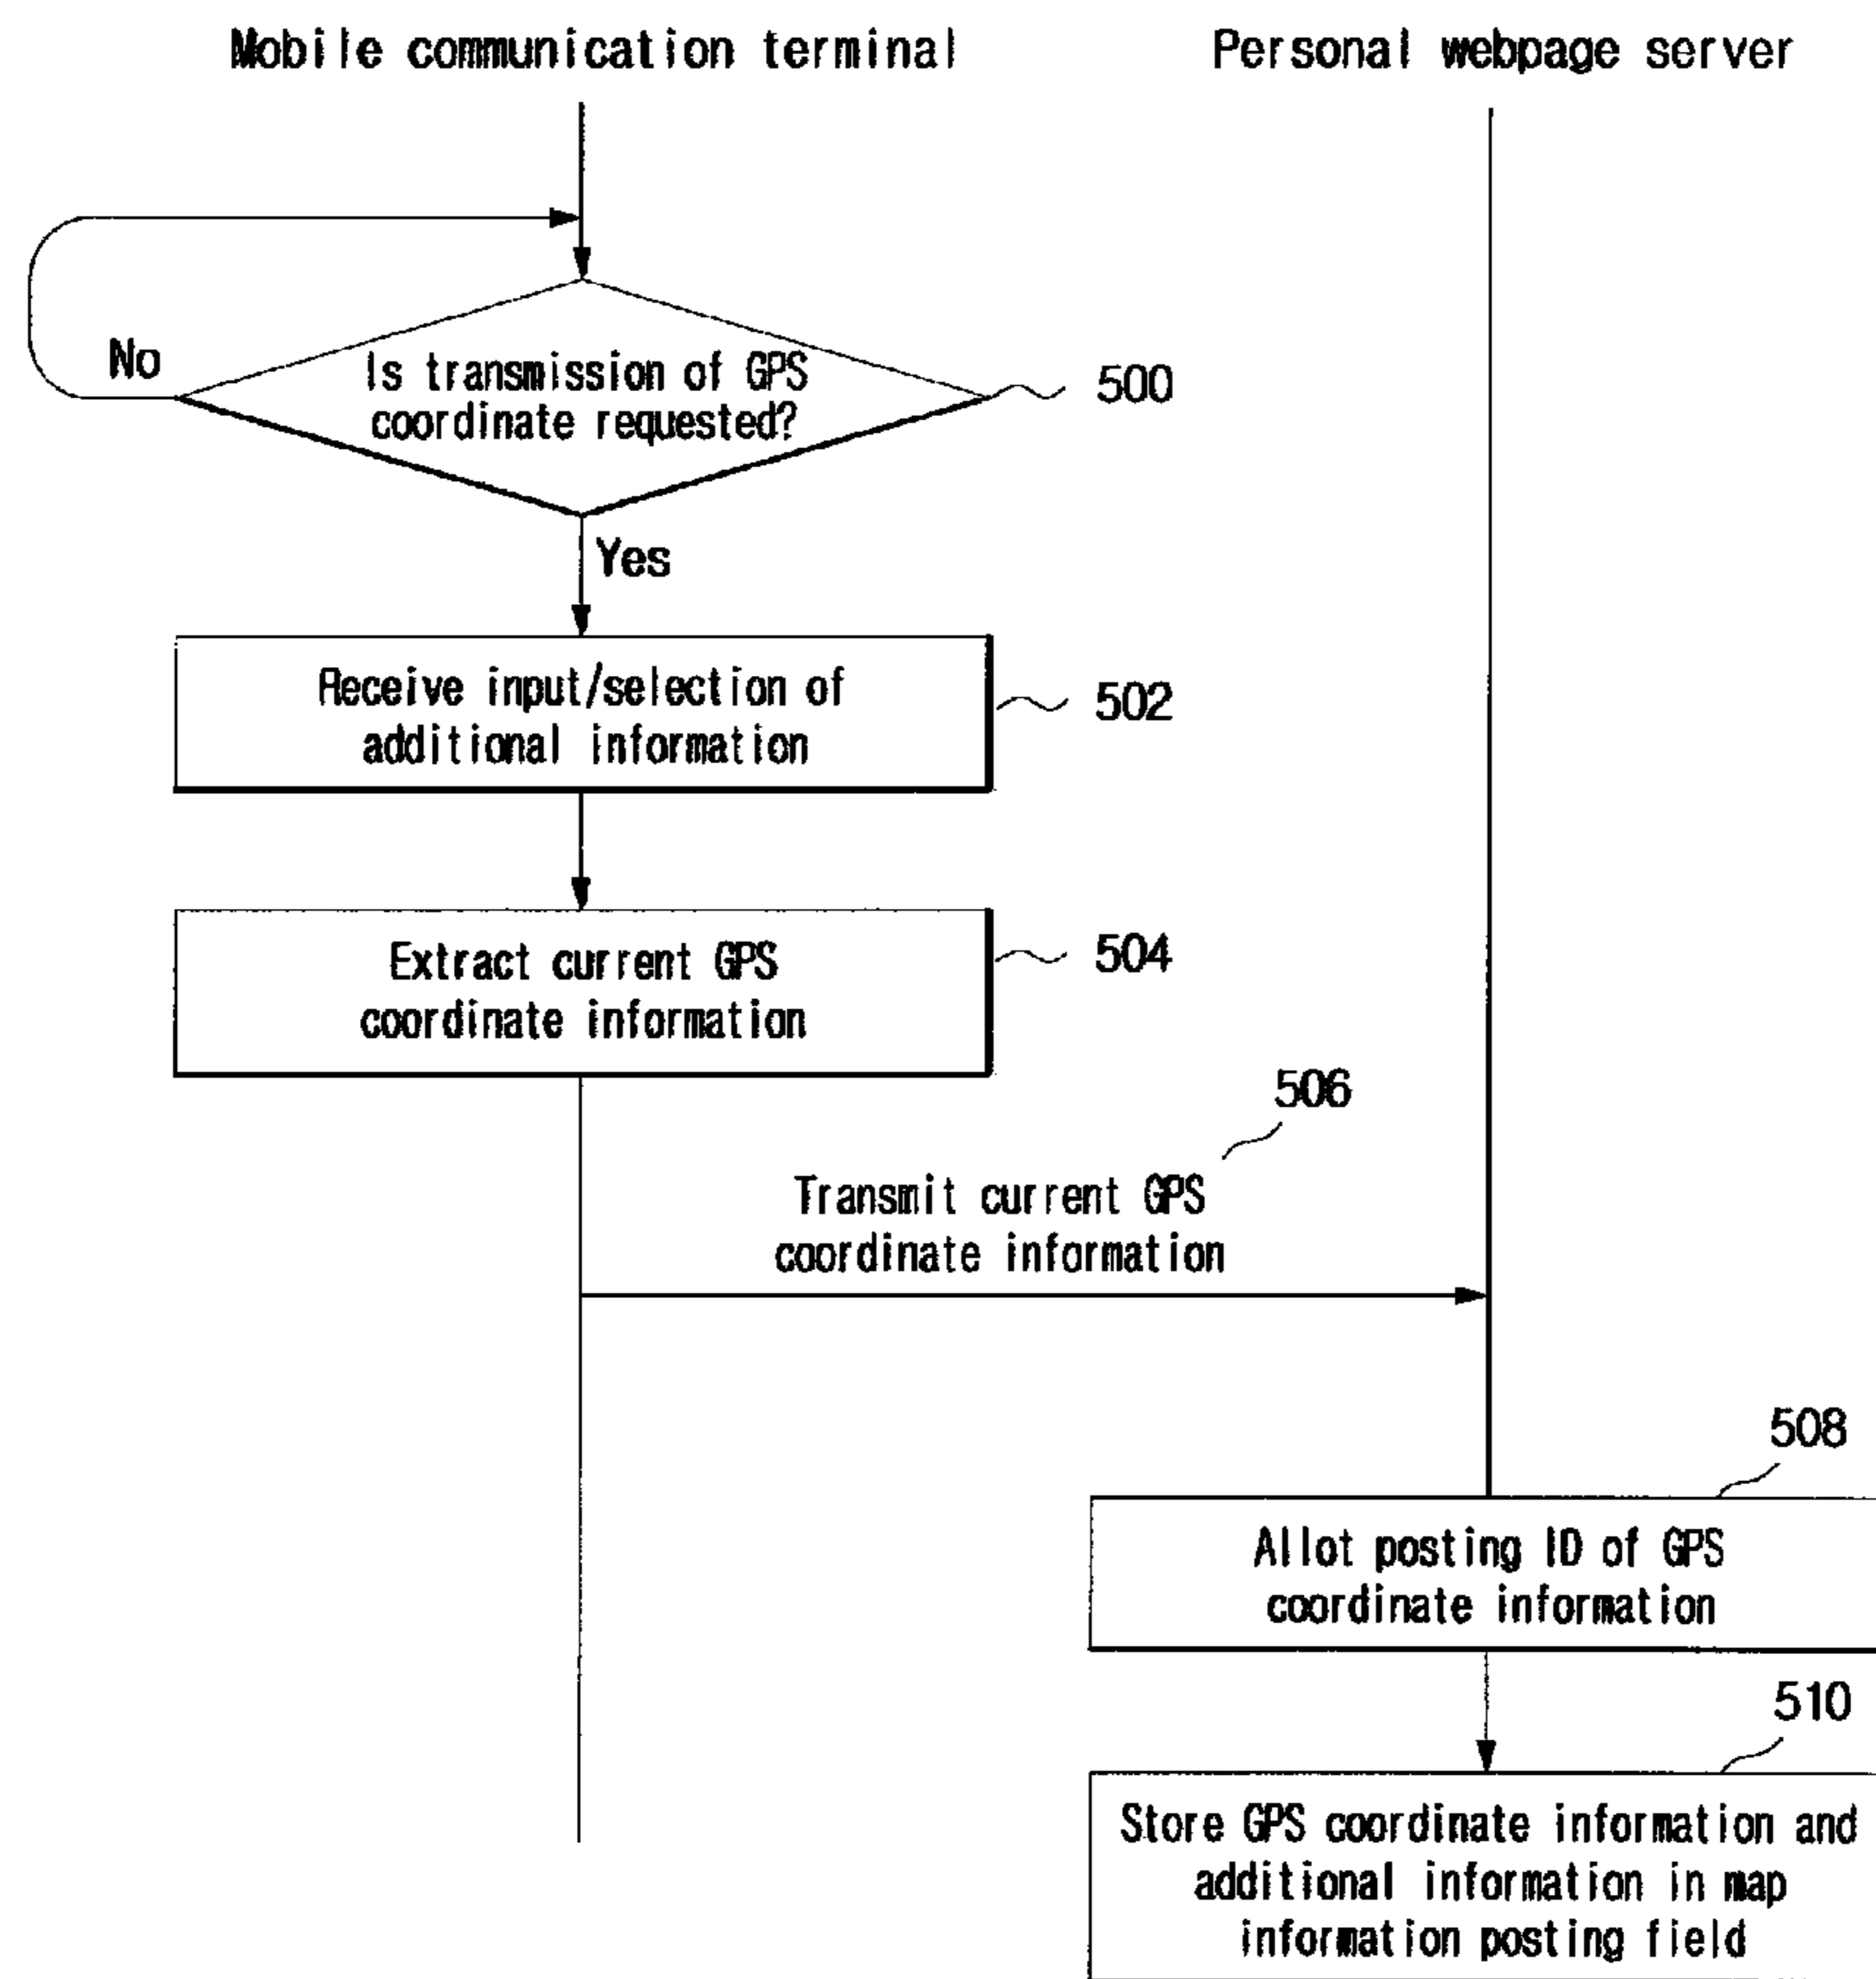 Mobile communication terminal
Personal webpage server
No
Is transmission of GPS
coordinate requested?
500
Yes
Receive input/selection of
additional information
502
Extract current GPS
coordinate information
504
506
Transmit current GPS
coordinate information
508
Allot posting ID of GPS
coordinate information
510
Store GPS coordinate information and
additional information in map
information posting field